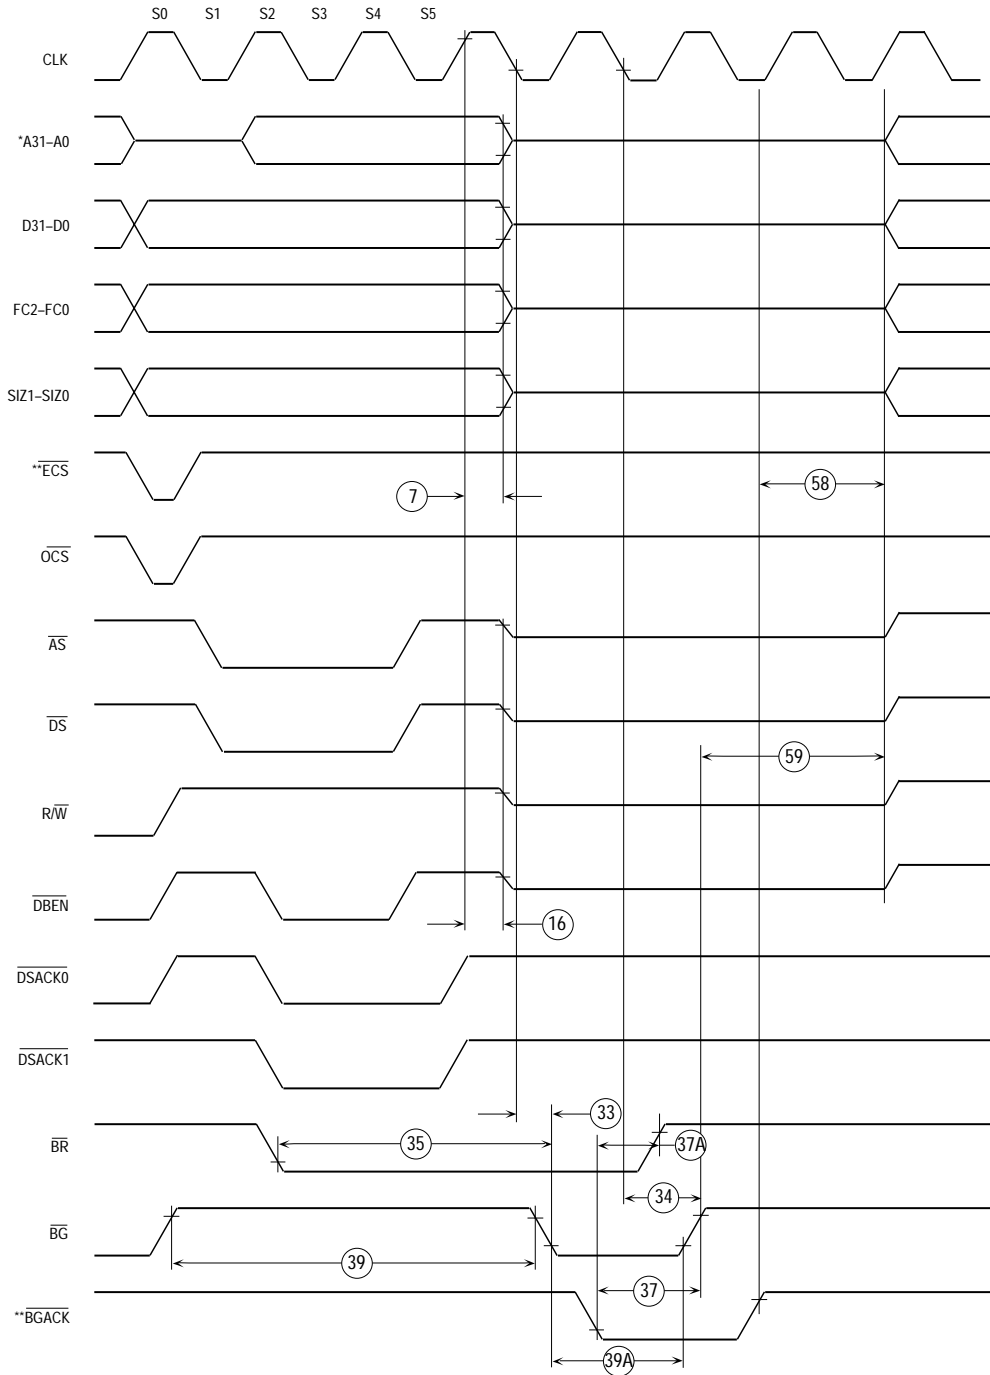 S0 S1 S2 S3 S4 S5
CLK
*A31–A0
D31–D0
FC2–FC0
SIZ1–SIZ0
**ECS
7
58
OCS
AS
DS
59
R/W
DBEN
16
DSACK0
DSACK1
33
BR
35
37A
34
BG
39
37
**BGACK
39A